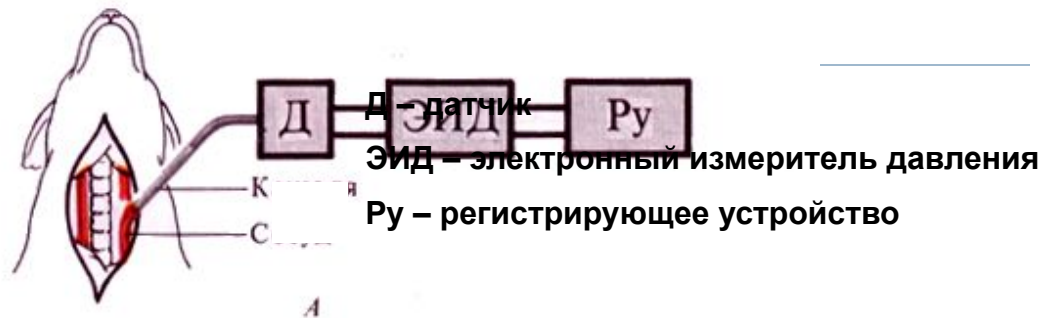 Д ЭИД Ру
Д – датчик
ЭИД – электронный измеритель давления
Ру – регистрирующее устройство
А